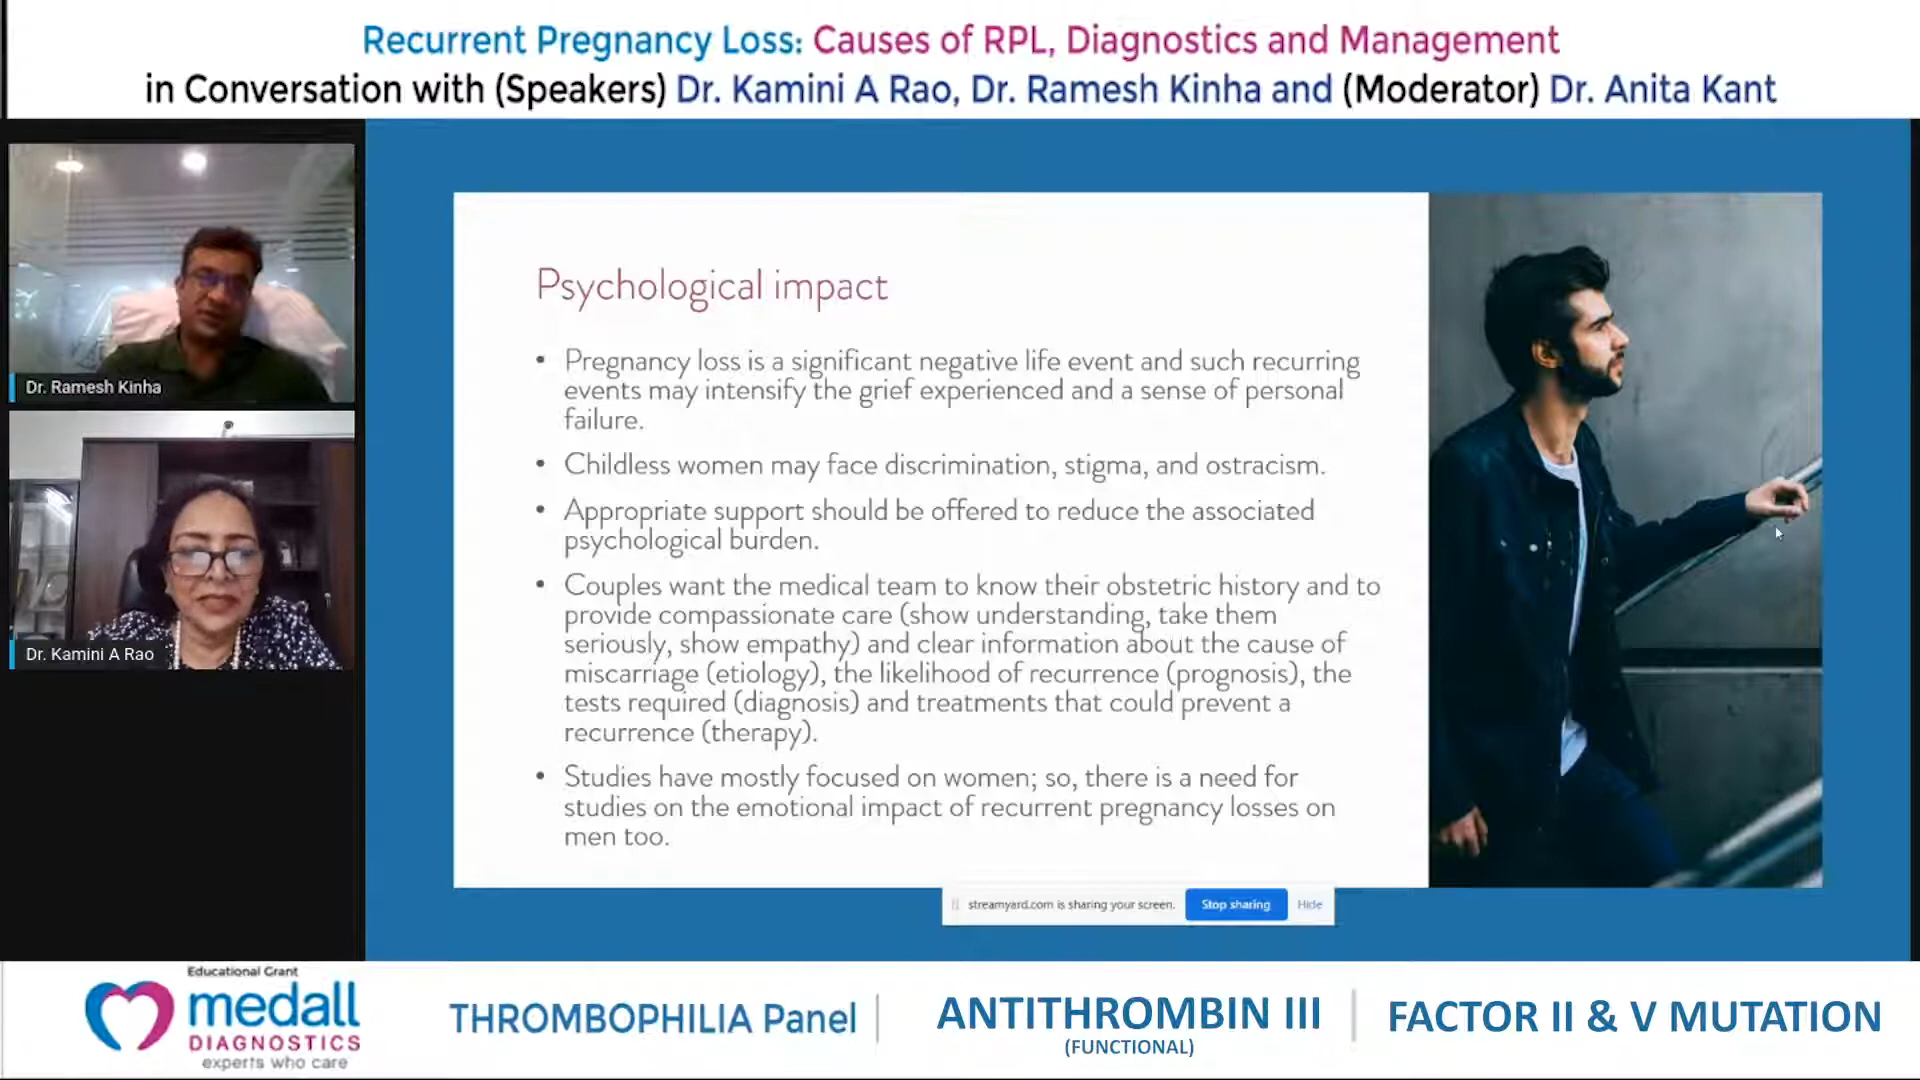 Recurrent Pregnancy Loss: Causes of RPL, Diagnostics and Management
in Conversation with (Speakers) Dr. Kamini A Rao, Dr. Ramesh Kinha and (Moderator) Dr. Anita Kant
Dr. Ramesh Kinha
Dr. Kamini A Rao
Psychological impact
• Pregnancy loss is a significant negative life event and such recurring
events may intensify the grief experienced and a sense of personal
failure.
• Childless women may face discrimination, stigma, and ostracism.
• Appropriate support should be offered to reduce the associated
psychological burden.
• Couples want the medical team to know their obstetric history and to
provide compassionate care (show understanding, take them
seriously, show empathy) and clear information about the cause of
miscarriage (etiology), the likelihood of recurrence (prognosis), the
tests required (diagnosis) and treatments that could prevent a
recurrence (therapy).
• Studies have mostly focused on women; so, there is a need for
studies on the emotional impact of recurrent pregnancy losses on
men too.
streamyard.com is sharing your screen. Stop sharing Hide
Educational Grant
medall
DIAGNOSTICS
experts who care
THROMBOPHILIA Panel
ANTITHROMBIN III
(FUNCTIONAL)
FACTOR II & V MUTATION